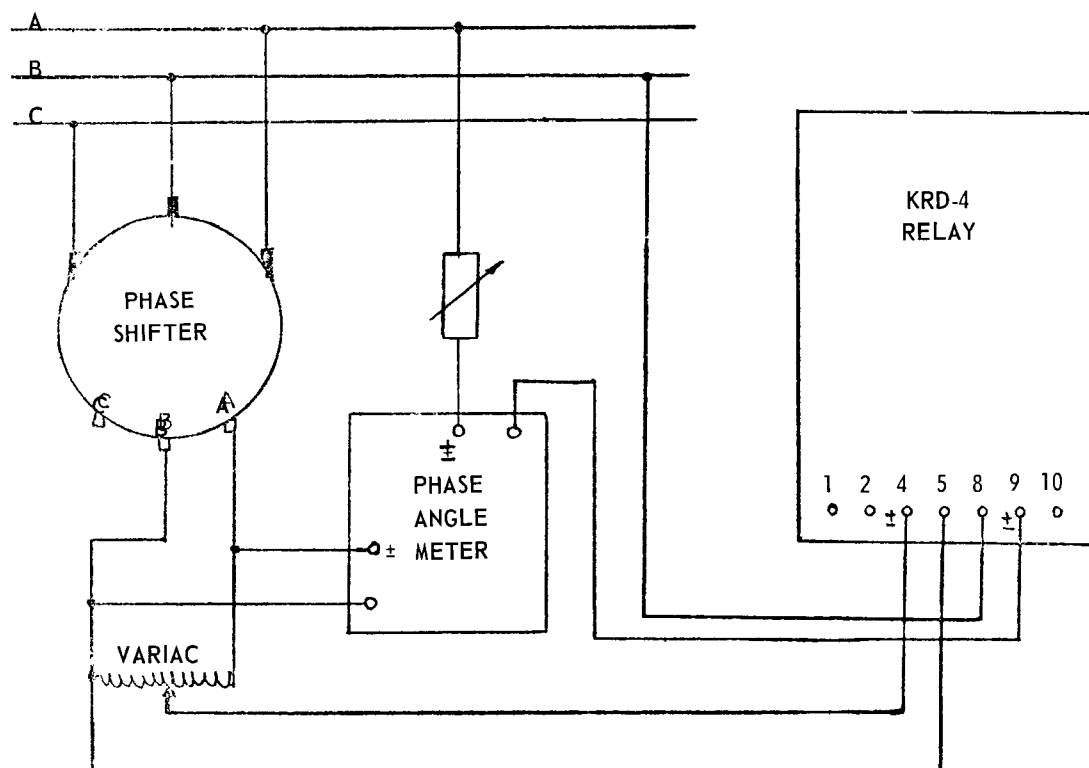 A
B
C
KRD-4
RELAY
PHASE
SHIFTER
C
B
A
±
PHASE
ANGLE
± METER
1 2 4 5 8 9 10
± ±
VARIAC